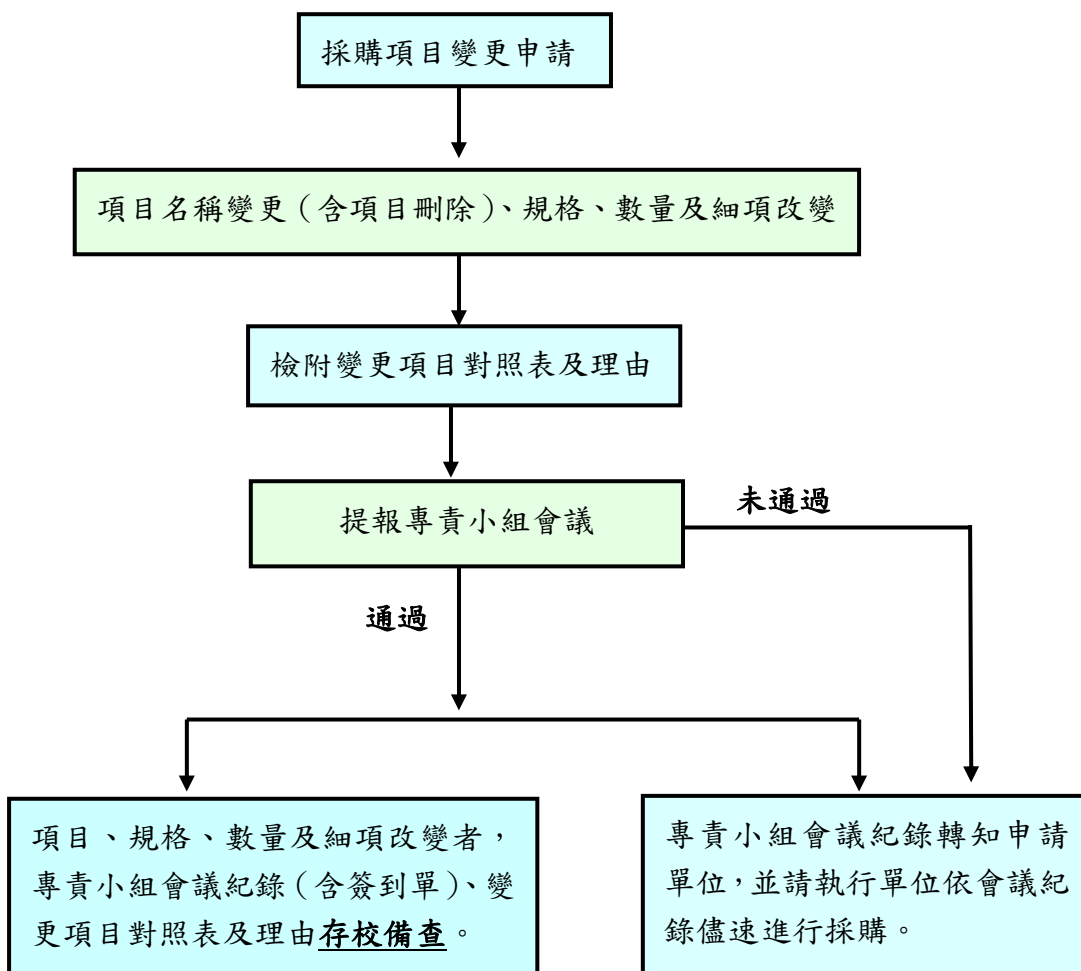 採購項目變更申請
項目名稱變更（含項目刪除）、規格、數量及細項改變
檢附變更項目對照表及理由
提報專責小組會議
未通過
通過
項目、規格、數量及細項改變者，
專責小組會議紀錄（含簽到單）、變
更項目對照表及理由存校備查。
專責小組會議紀錄轉知申請
單位，並請執行單位依會議紀
錄儘速進行採購。